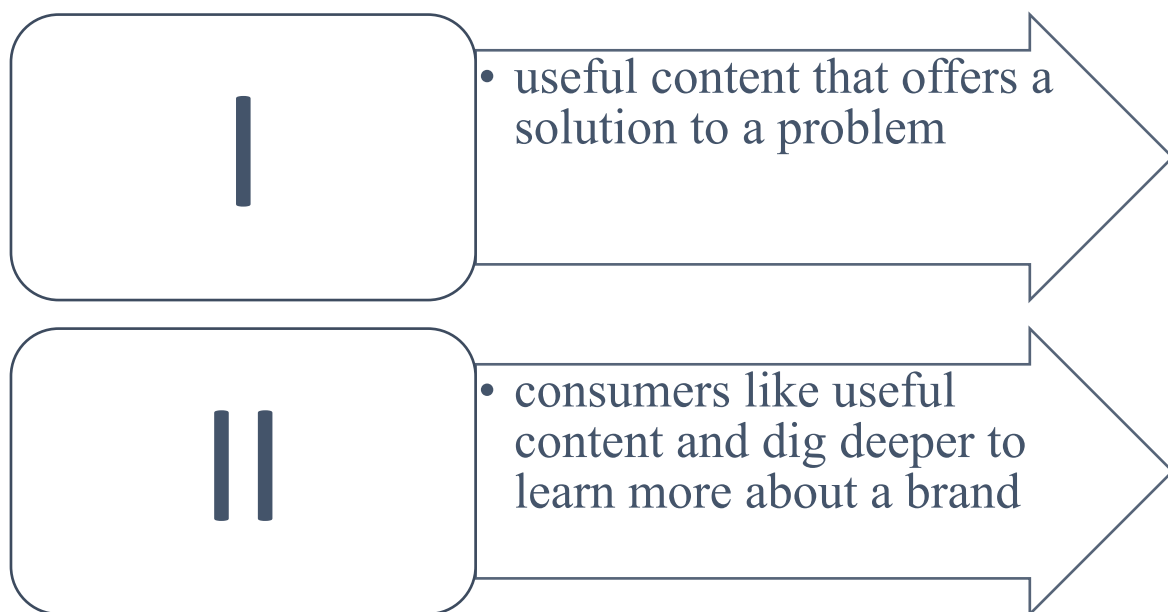 I
• useful content that offers a
solution to a problem
II
• consumers like useful
content and dig deeper to
learn more about a brand